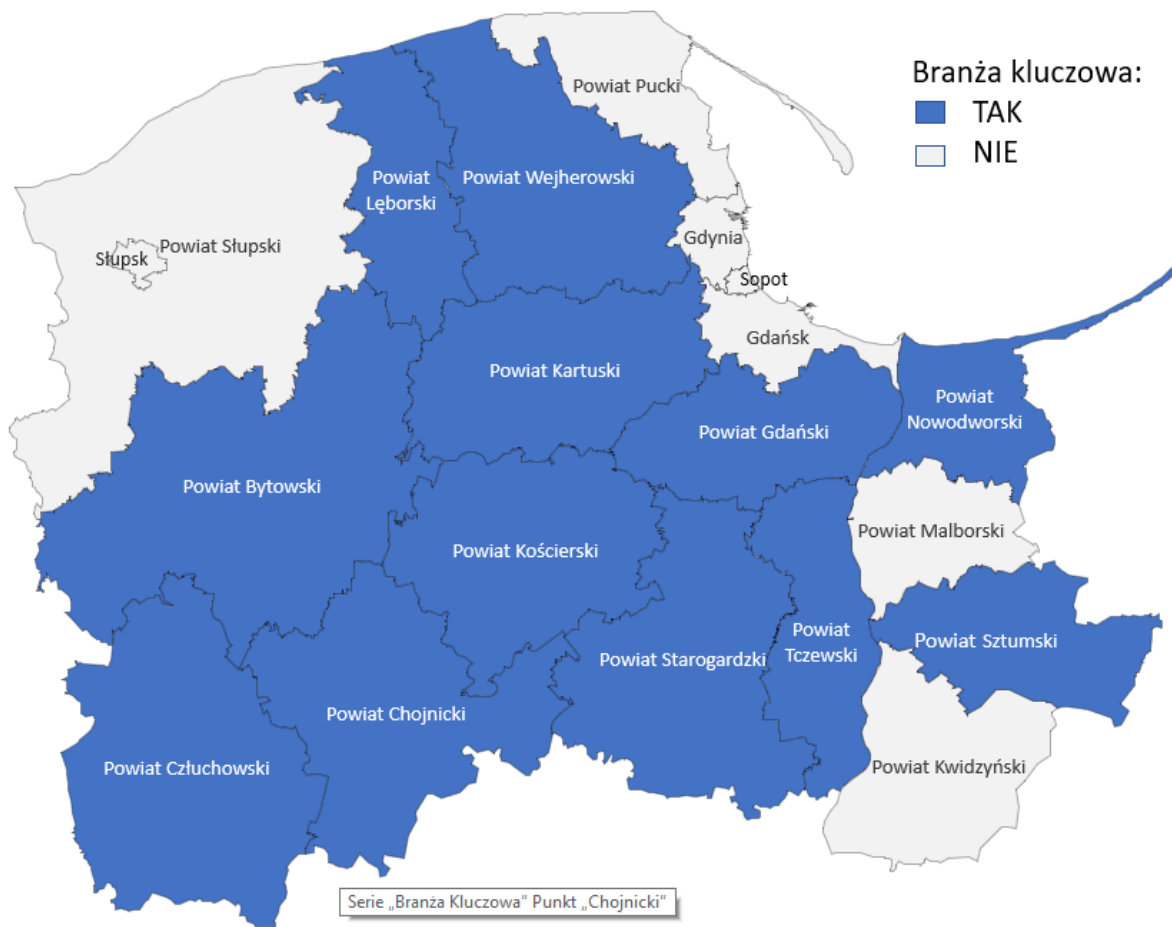 Branża kluczowa:
TAK
NIE
Powiat Pucki
Powiat
Lęborski
Powiat Wejherowski
Powiat Słupski
Słupsk
Gdynia
Sopot
Gdańsk
Powiat Kartuski
Powiat
Nowodworski
Powiat Gdański
Powiat Bytowski
Powiat Malborski
Powiat Kościerski
Powiat
Tczewski
Powiat Sztumski
Powiat Starogardzki
Powiat Chojnicki
Powiat Człuchowski
Powiat Kwidzyński
Serie „Branża Kluczowa“ Punkt „Chojnicki“